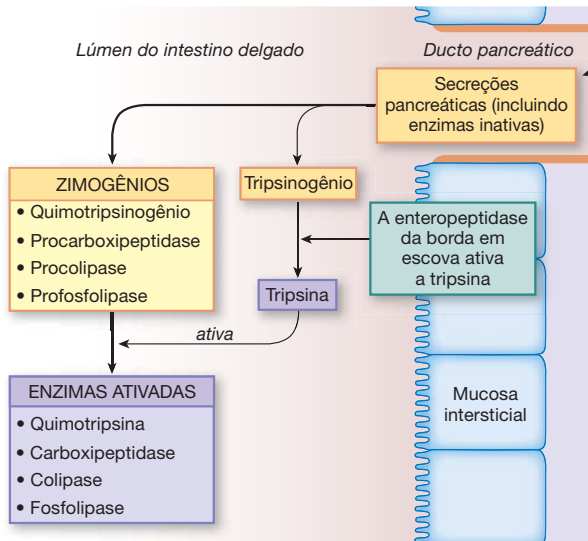 Lúmen do intestino delgado
Ducto pancreático
Secreções
pancreáticas (incluindo
enzimas inativas)
ZIMOGÊNIOS
• Quimotripsinogênio
• Procarboxipeptidase
• Procolipase
• Profosfolipase
Tripsinogênio
A enteropeptidase
da borda em
escova ativa
a tripsina
Tripsina
ativa
ENZIMAS ATIVADAS
• Quimotripsina
• Carboxipeptidase
• Colipase
• Fosfolipase
Mucosa
intersticial